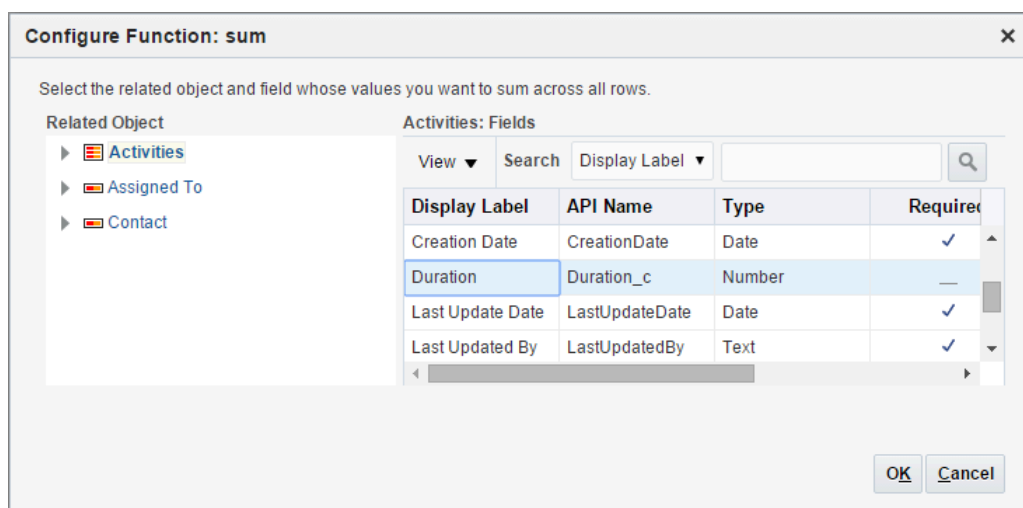 Configure Function: sum
Select the related object and field whose values you want to sum across all rows.
Related Object
Activities: Fields
Activities
Assigned To
Contact
View Search Display Label
Display Label API Name Type Required
Creation Date CreationDate Date
Duration Duration_c Number
Last Update Date LastUpdateDate Date
Last Updated By LastUpdatedBy Text
OK Cancel